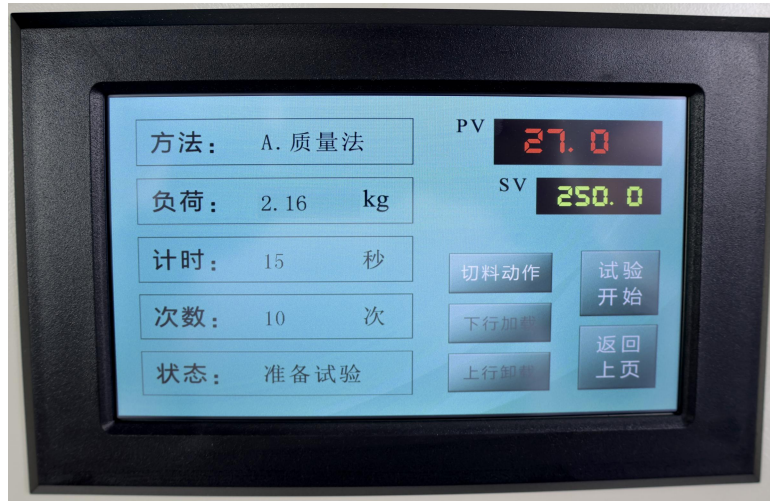 方法： A.质量法
PV 27.0
负荷： 2.16 kg
SV 250.0
计时： 15 秒
切料动作
试验
开始
次数： 10 次
下行加载
返回
上页
状态： 准备试验
上行卸载